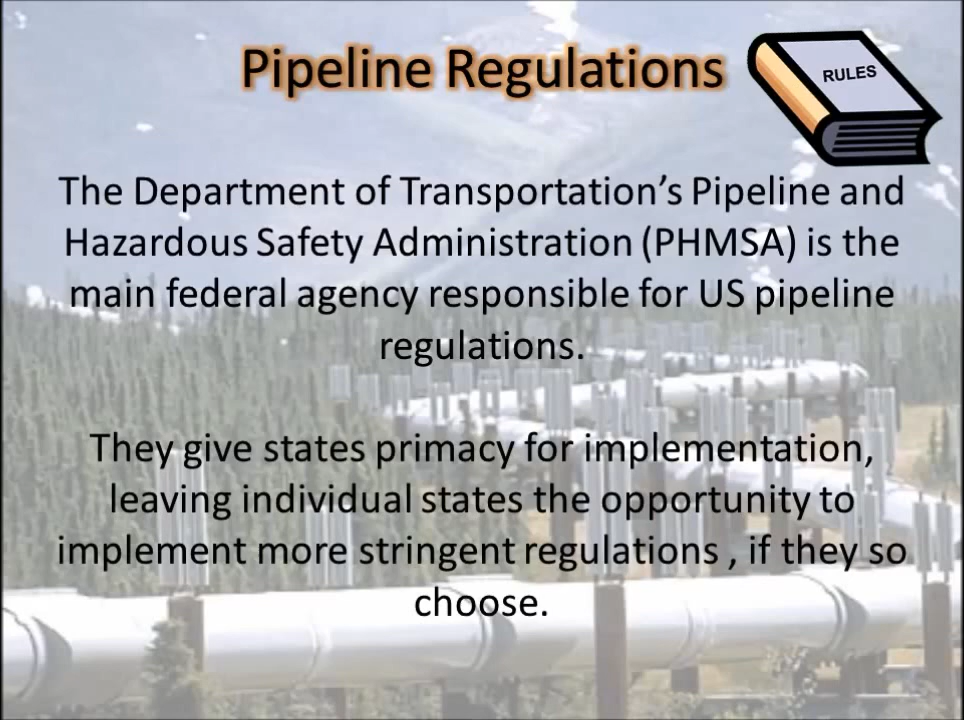 Pipeline Regulations
RULES
The Department of Transportation’s Pipeline and
Hazardous Safety Administration (PHMSA) is the
main federal agency responsible for US pipeline
regulations.
They give states primacy for implementation,
leaving individual states the opportunity to
implement more stringent regulations , if they so
choose.